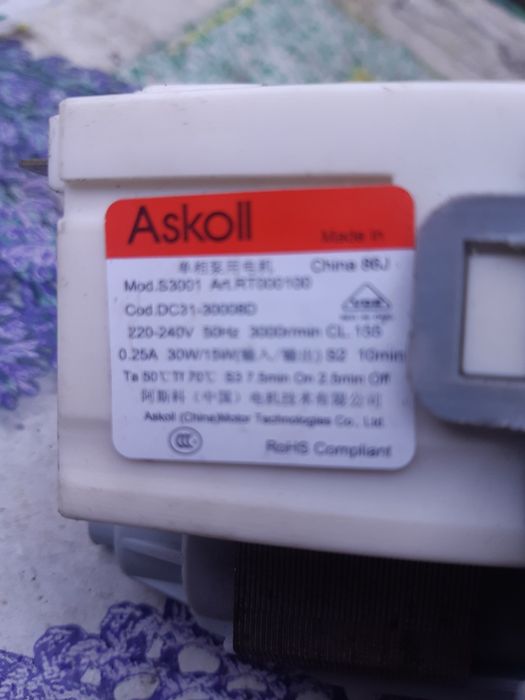 Askoll
Made in
单相泵用电机 China 86J
Mod.S3001 Art.RT000100
Cod.DC31-30008D
220-240V 50Hz 3000r/min CL.155
0.25A 30W/15W(输入/输出) S2 10min
Ta 50℃Tf 70℃ S3 7.5min On 2.5min Off
阿斯科（中国）电机技术有限公司
Askoll (China)Motor Technologies Co., Ltd.
RoHS Compliant